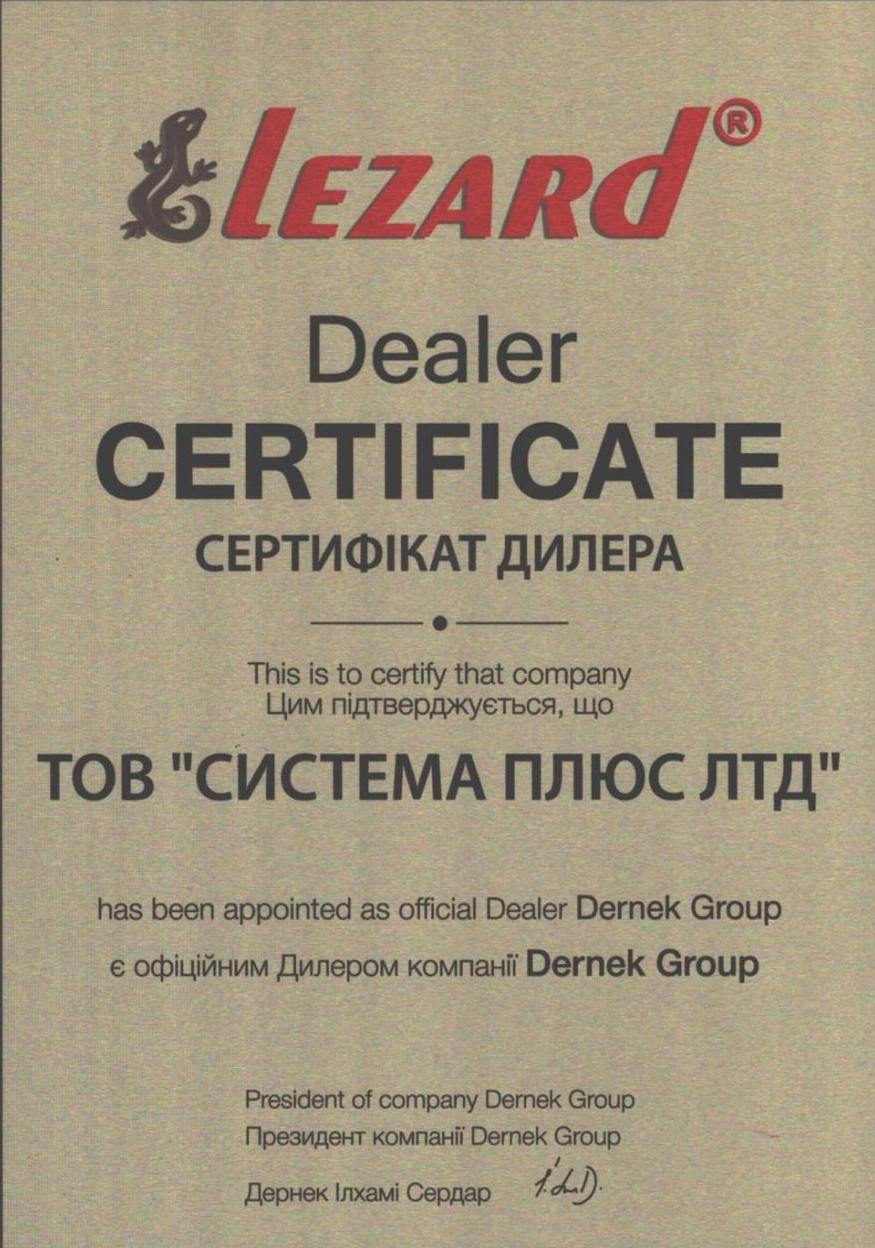 LEZARD®
Dealer
CERTIFICATE
СЕРТИФІКАТ ДИЛЕРА
This is to certify that company
Цим підтверджується, що
ТОВ "СИСТЕМА ПЛЮС ЛТД"
has been appointed as official Dealer Dernek Group
є офіційним Дилером компанії Dernek Group
President of company Dernek Group
Президент компанії Dernek Group
Дернек Ілхамі Сердар